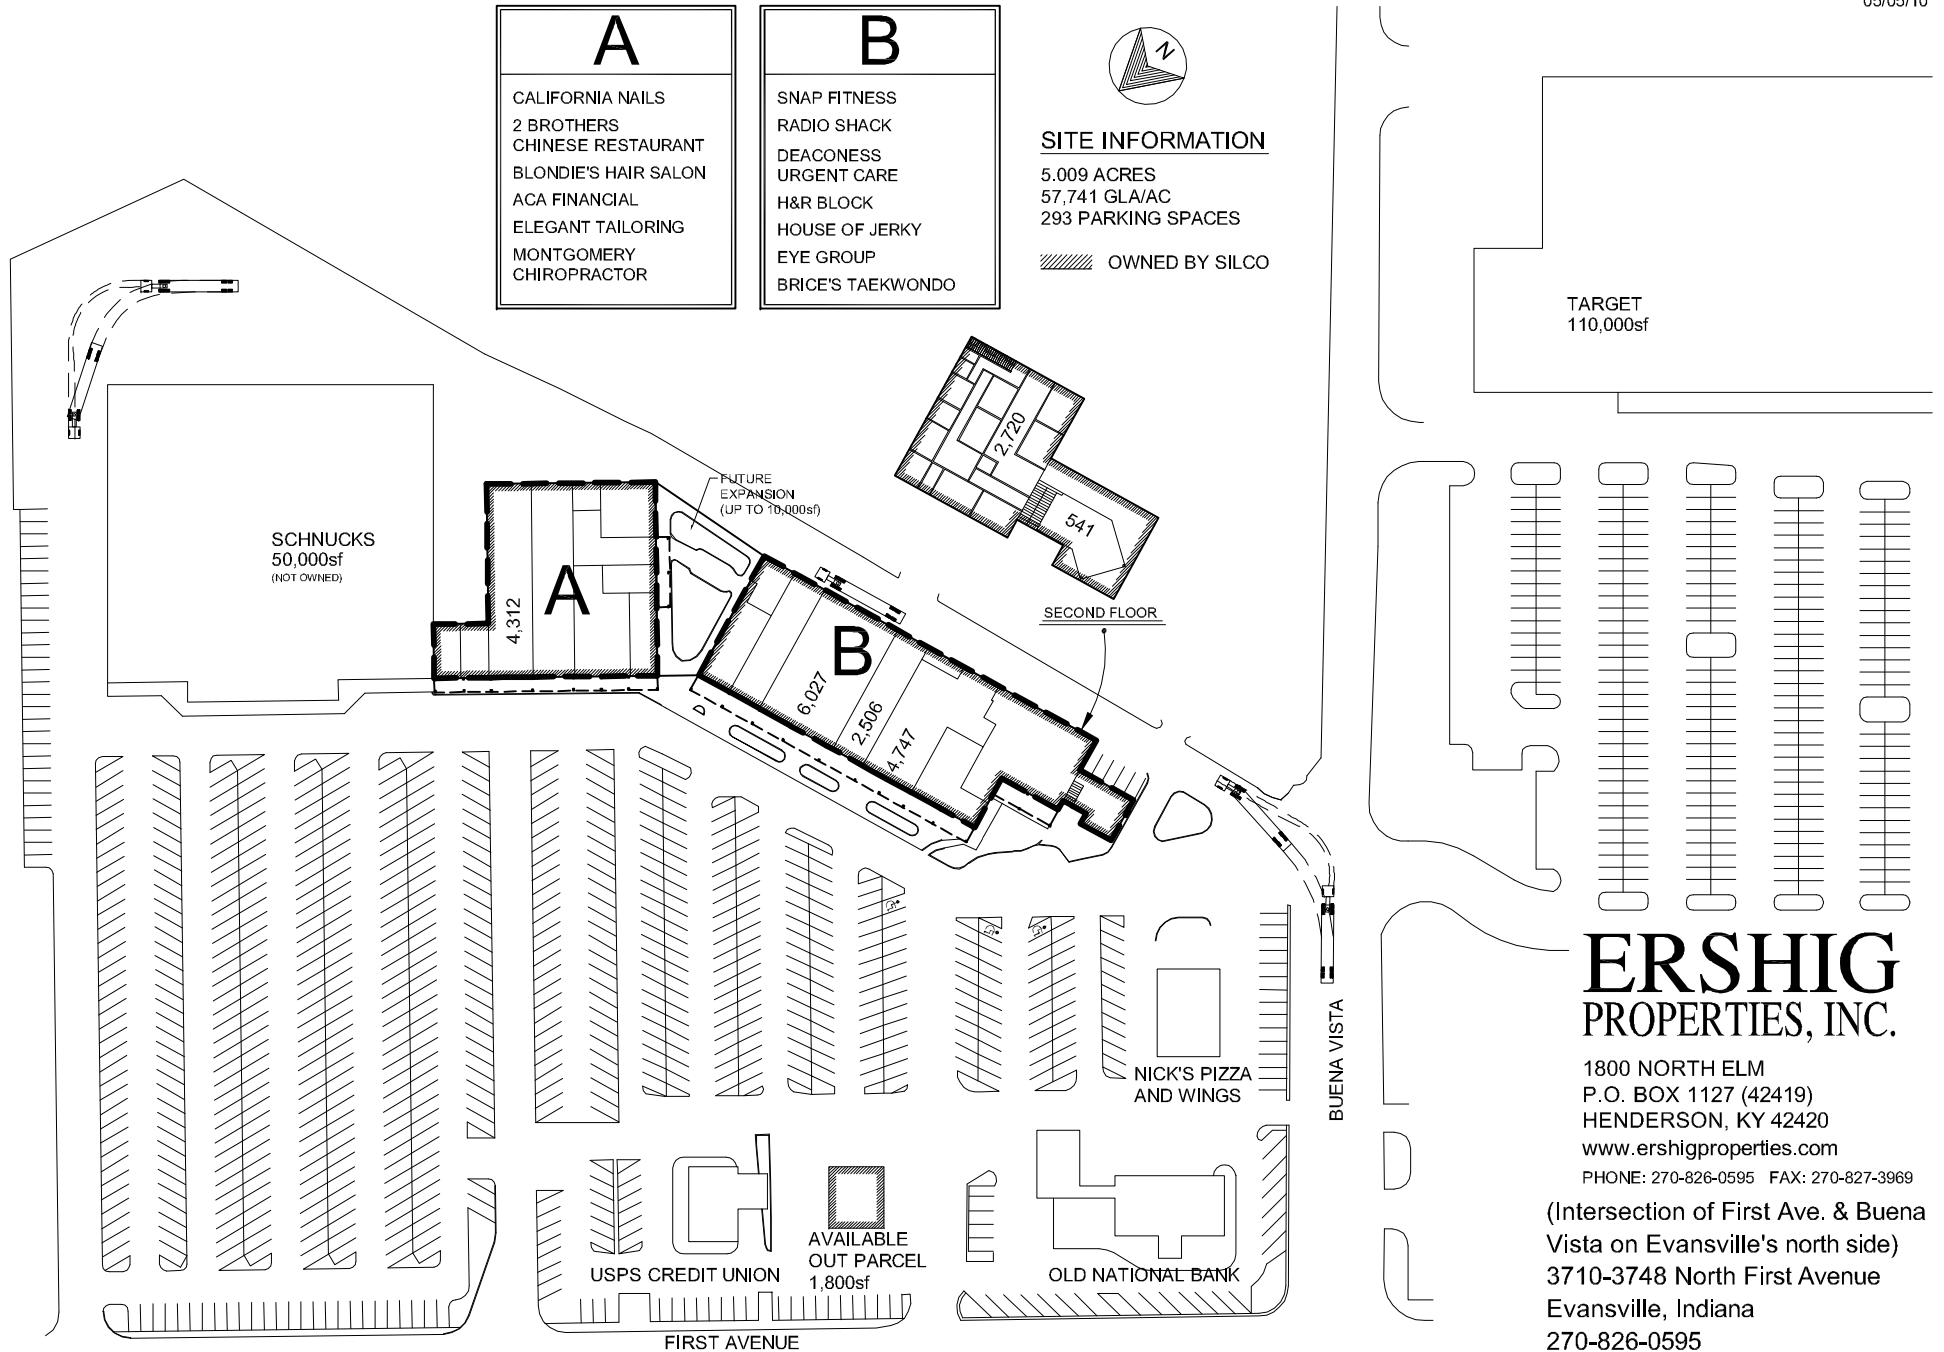 05/05/10
A
CALIFORNIA NAILS
2 BROTHERS
CHINESE RESTAURANT
BLONDIE'S HAIR SALON
ACA FINANCIAL
ELEGANT TAILORING
MONTGOMERY
CHIROPRACTOR
B
SNAP FITNESS
RADIO SHACK
DEACONESS
URGENT CARE
H&R BLOCK
HOUSE OF JERKY
EYE GROUP
BRICE'S TAEKWONDO
N
SITE INFORMATION
5.009 ACRES
57,741 GLA/AC
293 PARKING SPACES
OWNED BY SILCO
TARGET
110,000sf
2,720
541
FUTURE
EXPANSION
(UP TO 10,000sf)
SCHNUCKS
50,000sf
(NOT OWNED)
4,312
A
B
SECOND FLOOR
6,027
2,506
4,747
D
NICK'S PIZZA
AND WINGS
BUENA VISTA
USPS CREDIT UNION
AVAILABLE
OUT PARCEL
1,800sf
OLD NATIONAL BANK
FIRST AVENUE
ERSHIG
PROPERTIES, INC.
1800 NORTH ELM
P.O. BOX 1127 (42419)
HENDERSON, KY 42420
www.ershigproperties.com
PHONE: 270-826-0595 FAX: 270-827-3969
(Intersection of First Ave. & Buena
Vista on Evansville's north side)
3710-3748 North First Avenue
Evansville, Indiana
270-826-0595